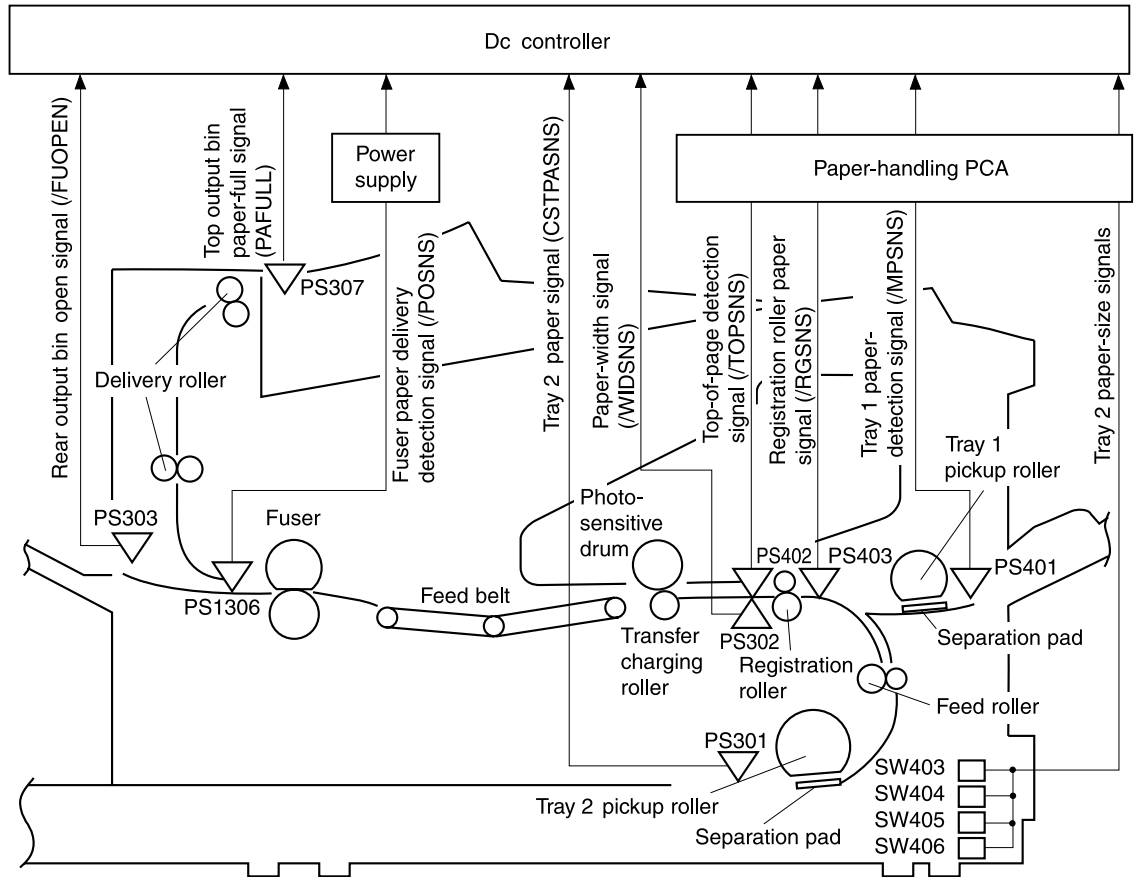 Dc controller
Rear output bin open signal (/FUOPEN)
Top output bin
paper-full signal
(PAFULL)
Power
supply
Fuser paper delivery
detection signal (/POSNS)
Tray 2 paper signal (CSTPASNS)
Paper-width signal
(/WIDSNS)
Top-of-page detection
signal (/TOPSNS)
Registration roller paper
signal (/RGSNS)
Paper-handling PCA
Tray 1 paper-
detection signal (/MPSNS)
Tray 2 paper-size signals
PS307
Delivery roller
Tray 1
pickup roller
PS303
Fuser
Photo-
sensitive
drum
PS402
PS403
PS401
PS1306
Feed belt
Transfer
charging
roller
PS302
Registration
roller
Separation pad
Feed roller
PS301
Tray 2 pickup roller
Separation pad
SW403
SW404
SW405
SW406